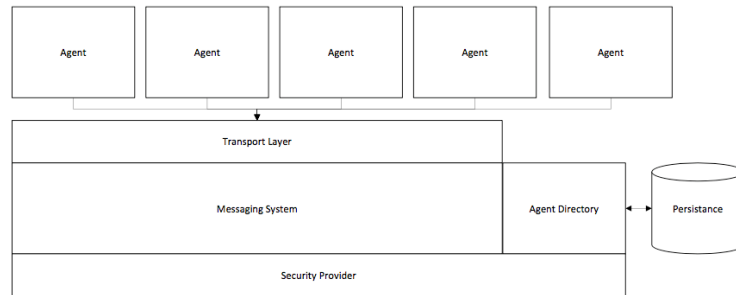 Agent
Agent
Agent
Agent
Agent
Transport Layer
Messaging System
Agent Directory
Persistance
Security Provider